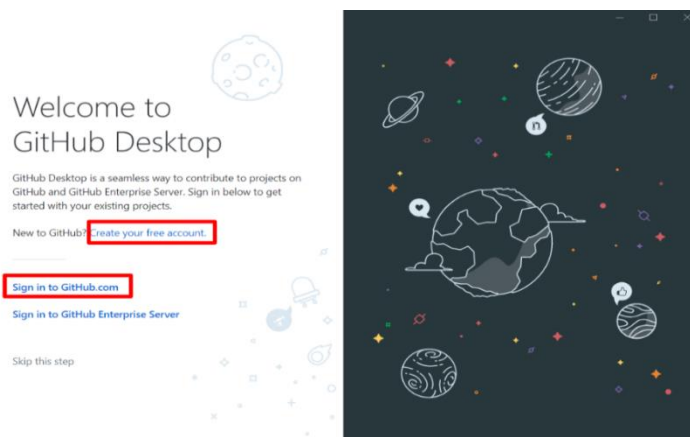 Welcome to
GitHub Desktop
GitHub Desktop is a seamless way to contribute to projects on
GitHub and GitHub Enterprise Server. Sign in below to get
started with your existing projects.
New to GitHub? Create your free account.
Sign in to GitHub.com
Sign in to GitHub Enterprise Server
Skip this step